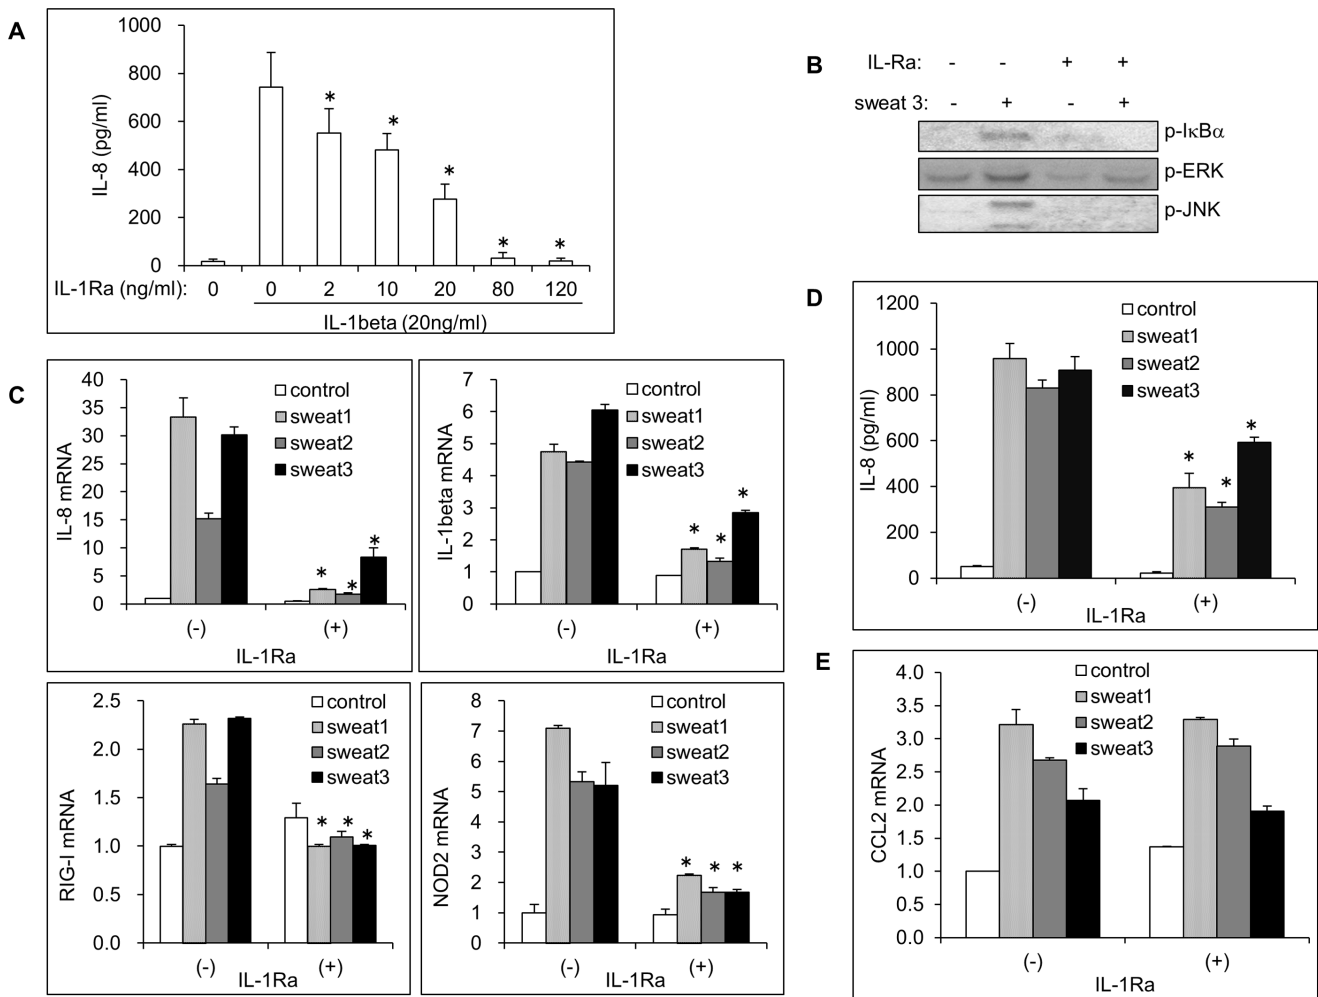 A
1000
800
600
400
200
0
IL-8 (pg/ml)
* * * * *
IL-1Ra (ng/ml): 0 0 2 10 20 80 120
IL-1beta (20ng/ml)
B
IL-Ra: - - + +
sweat 3: - + - +
p-IκBα
p-ERK
p-JNK
C
40
35
30
25
20
15
10
5
0
IL-8 mRNA
control
sweat1
sweat2
sweat3
* * *
(-) (+)
IL-1Ra
7
6
5
4
3
2
1
0
IL-1beta mRNA
control
sweat1
sweat2
sweat3
* * *
(-) (+)
IL-1Ra
2.5
2.0
1.5
1.0
0.5
0.0
RIG-I mRNA
control
sweat1
sweat2
sweat3
* * *
(-) (+)
IL-1Ra
8
7
6
5
4
3
2
1
0
NOD2 mRNA
control
sweat1
sweat2
sweat3
* * *
(-) (+)
IL-1Ra
D
1200
1000
800
600
400
200
0
IL-8 (pg/ml)
control
sweat1
sweat2
sweat3
* * *
(-) (+)
IL-1Ra
E
4.0
3.5
3.0
2.5
2.0
1.5
1.0
0.5
0.0
CCL2 mRNA
control
sweat1
sweat2
sweat3
(-) (+)
IL-1Ra